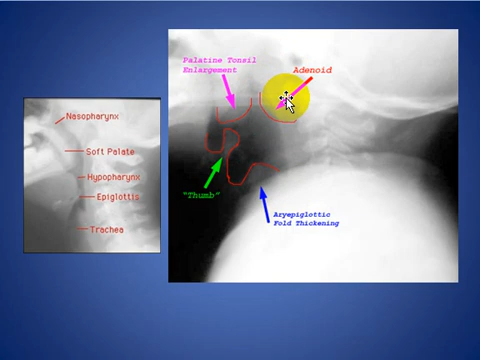 Nasopharynx
Soft Palate
Hypopharynx
Epiglottis
Trachea
Palatine Tonsil
Enlargement
Adenoid
"Thumb"
Aryepiglottic
Fold Thickening